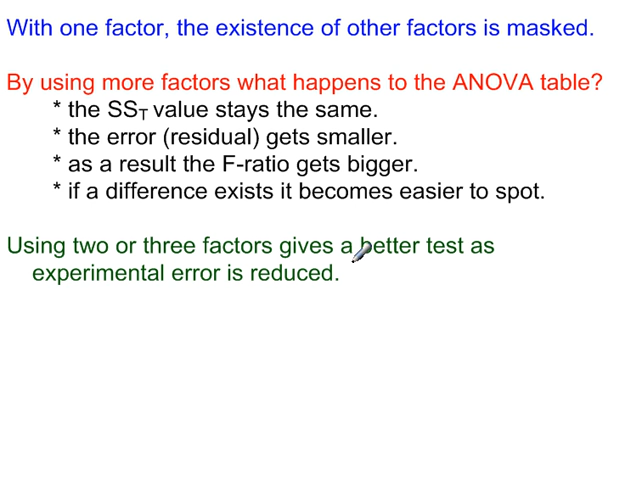 With one factor, the existence of other factors is masked.
By using more factors what happens to the ANOVA table?
* the SST value stays the same.
* the error (residual) gets smaller.
* as a result the F-ratio gets bigger.
* if a difference exists it becomes easier to spot.
Using two or three factors gives a better test as
experimental error is reduced.